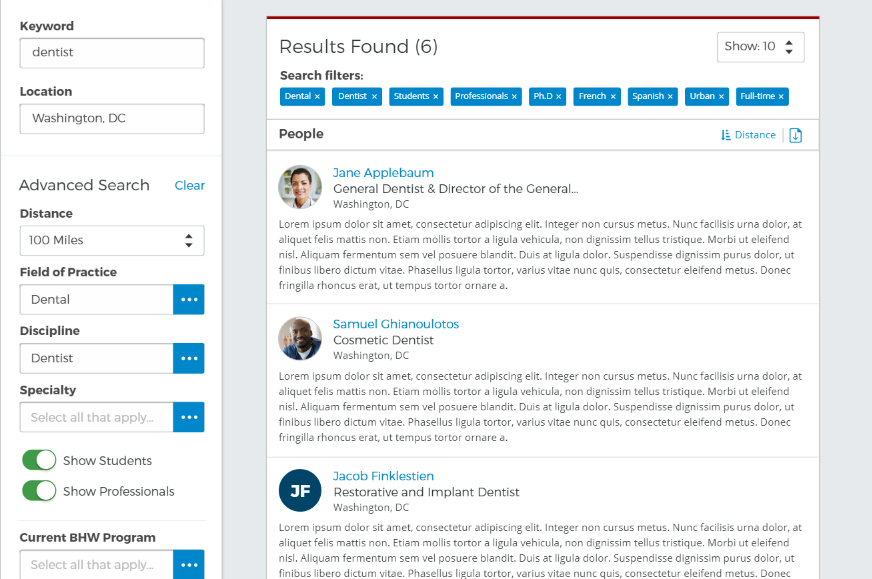 Keyword
dentist
Location
Washington, DC
Advanced Search Clear
Distance
100 Miles
Field of Practice
Dental
Discipline
Dentist
Specialty
Select all that apply...
Show Students
Show Professionals
Current BHW Program
Select all that apply...
Results Found (6)
Show: 10
Search filters:
Dental × Dentist × Students × Professionals × Ph.D × French × Spanish × Urban × Full-time ×
People
Distance
Jane Applebaum
General Dentist & Director of the General...
Washington, DC
Lorem ipsum dolor sit amet, consectetur adipiscing elit. Integer non cursus metus. Nunc facilisis urna dolor, at
aliquet felis mattis non. Etiam mollis tortor a ligula vehicula, non dignissim tellus tristique. Morbi ut eleifend
nisl. Aliquam fermentum sem vel posuere blandit. Duis at ligula dolor. Suspendisse dignissim purus dolor, ut
finibus libero dictum vitae. Phasellus ligula tortor, varius vitae nunc quis, consectetur eleifend metus. Donec
fringilla rhoncus erat, ut tempus tortor ornare a.
Samuel Ghianoulotos
Cosmetic Dentist
Washington, DC
Lorem ipsum dolor sit amet, consectetur adipiscing elit. Integer non cursus metus. Nunc facilisis urna dolor, at
aliquet felis mattis non. Etiam mollis tortor a ligula vehicula, non dignissim tellus tristique. Morbi ut eleifend
nisl. Aliquam fermentum sem vel posuere blandit. Duis at ligula dolor. Suspendisse dignissim purus dolor, ut
finibus libero dictum vitae. Phasellus ligula tortor, varius vitae nunc quis, consectetur eleifend metus. Donec
fringilla rhoncus erat, ut tempus tortor ornare a.
JF
Jacob Finklestien
Restorative and Implant Dentist
Washington, DC
Lorem ipsum dolor sit amet, consectetur adipiscing elit. Integer non cursus metus. Nunc facilisis urna dolor, at
aliquet felis mattis non. Etiam mollis tortor a ligula vehicula, non dignissim tellus tristique. Morbi ut eleifend
nisl. Aliquam fermentum sem vel posuere blandit. Duis at ligula dolor. Suspendisse dignissim purus dolor, ut
finibus libero dictum vitae. Phasellus ligula tortor, varius vitae nunc quis, consectetur eleifend metus. Donec